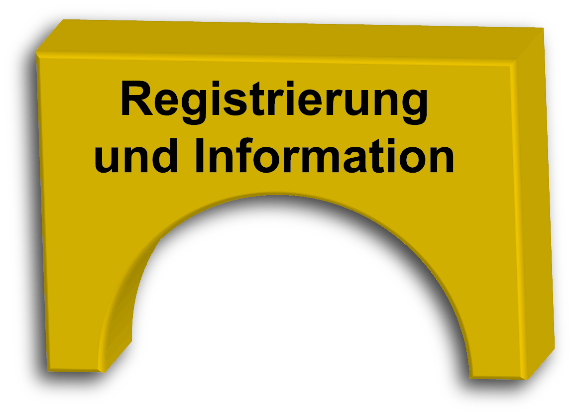 Registrierung
und Information